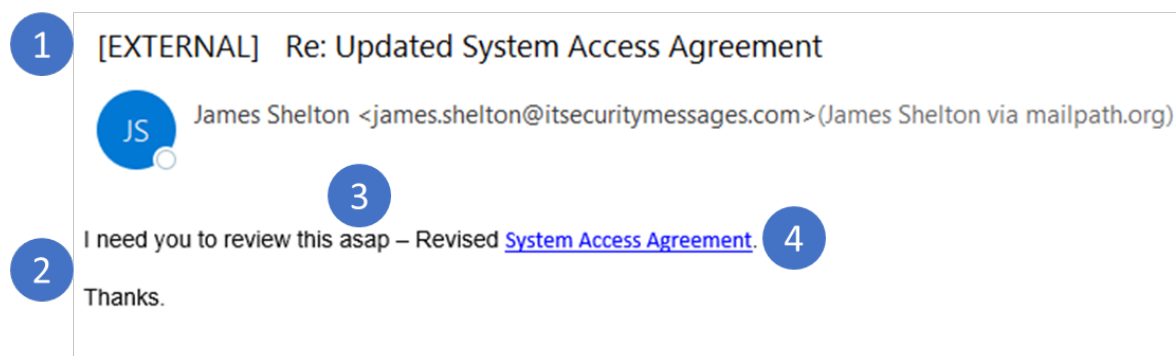 1
[EXTERNAL] Re: Updated System Access Agreement
JS
James Shelton <james.shelton@itsecuritymessages.com>(James Shelton via mailpath.org)
3
I need you to review this asap – Revised System Access Agreement.
4
2
Thanks.